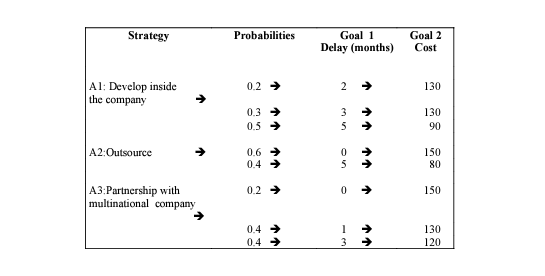 Strategy Probabilities Goal 1 Goal 2
Delay (months) Cost
A1: Develop inside 0.2 ➔ 2 ➔ 130
the company ➔
0.3 ➔ 3 ➔ 130
0.5 ➔ 5 ➔ 90
A2:Outsource ➔ 0.6 ➔ 0 ➔ 150
0.4 ➔ 5 ➔ 80
A3:Partnership with 0.2 ➔ 0 ➔ 150
multinational company
➔
0.4 ➔ 1 ➔ 130
0.4 ➔ 3 ➔ 120